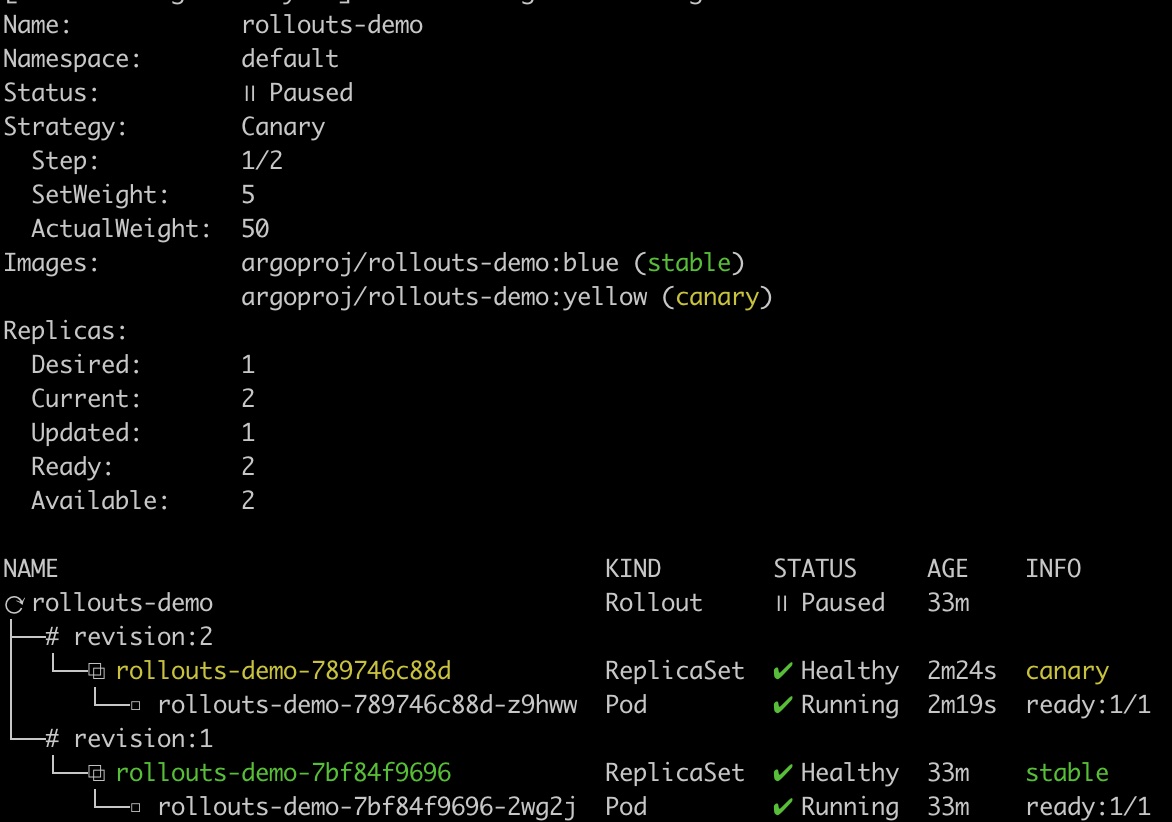 Name: rollouts-demo
Namespace: default
Status: ॥ Paused
Strategy: Canary
Step: 1/2
SetWeight: 5
ActualWeight: 50
Images: argoproj/rollouts-demo:blue (stable)
argoproj/rollouts-demo:yellow (canary)
Replicas:
Desired: 1
Current: 2
Updated: 1
Ready: 2
Available: 2
NAME KIND STATUS AGE INFO
⟳ rollouts-demo Rollout ॥ Paused 33m
├──# revision:2
│ └──⧉ rollouts-demo-789746c88d ReplicaSet ✔ Healthy 2m24s canary
│ └──□ rollouts-demo-789746c88d-z9hww Pod ✔ Running 2m19s ready:1/1
└──# revision:1
└──⧉ rollouts-demo-7bf84f9696 ReplicaSet ✔ Healthy 33m stable
└──□ rollouts-demo-7bf84f9696-2wg2j Pod ✔ Running 33m ready:1/1